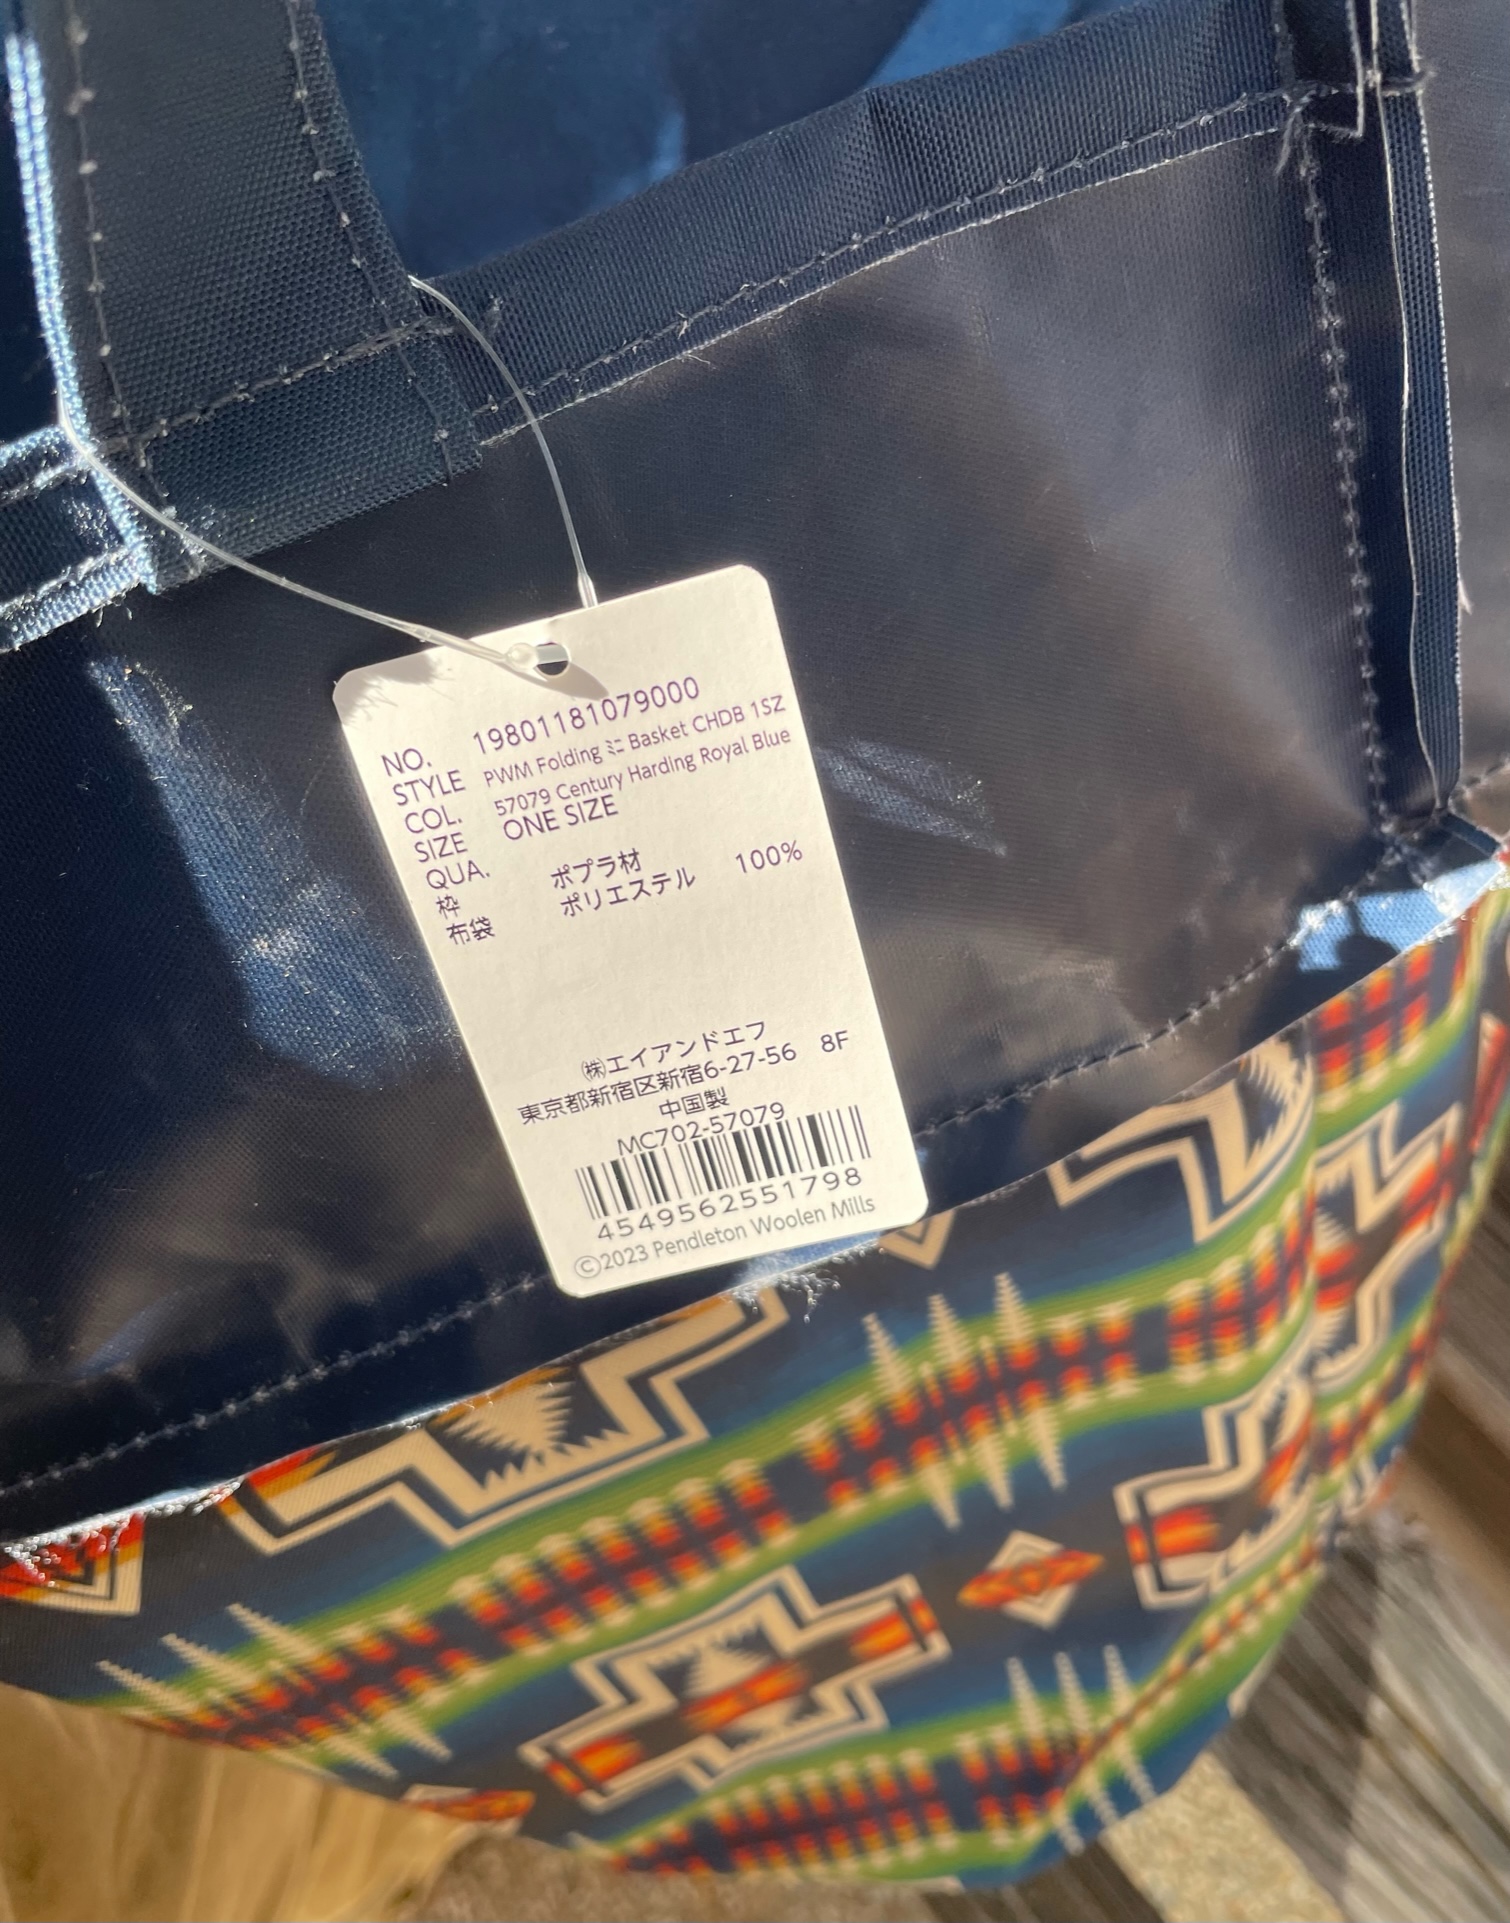 NO. 19801181079000
STYLE PWM Folding ミニ Basket CHDB 1SZ
COL. 57079 Century Harding Royal Blue
SIZE ONE SIZE
QUA.
枠 ポプラ材
布袋 ポリエステル 100%
㈱エイアンドエフ
東京都新宿区新宿6-27-56 8F
中国製
MC702-57079
4549562551798
©2023 Pendleton Woolen Mills